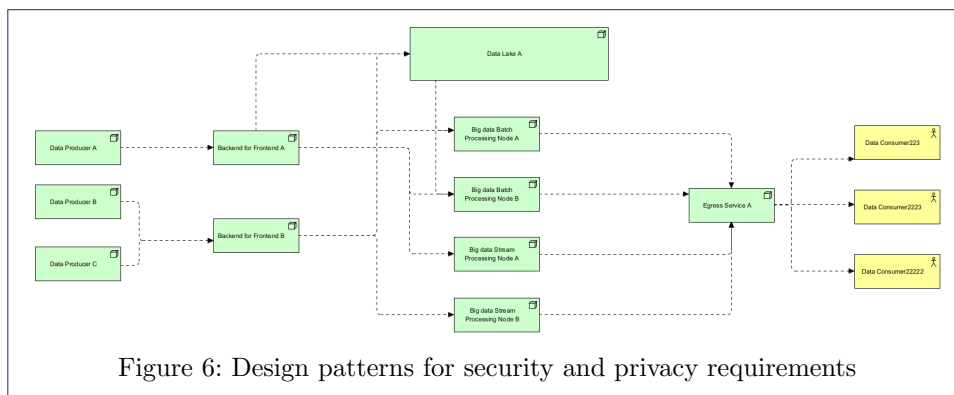 Data Lake A
Big data Batch
Processing Node A
Data Producer A
Backend for Frontend A
Data Consumer223
Data Producer B
Big data Batch
Processing Node B
Egress Service A
Data Consumer2223
Backend for Frontend B
Data Producer C
Big data Stream
Processing Node A
Data Consumer22222
Big data Stream
Processing Node B
Figure 6: Design patterns for security and privacy requirements